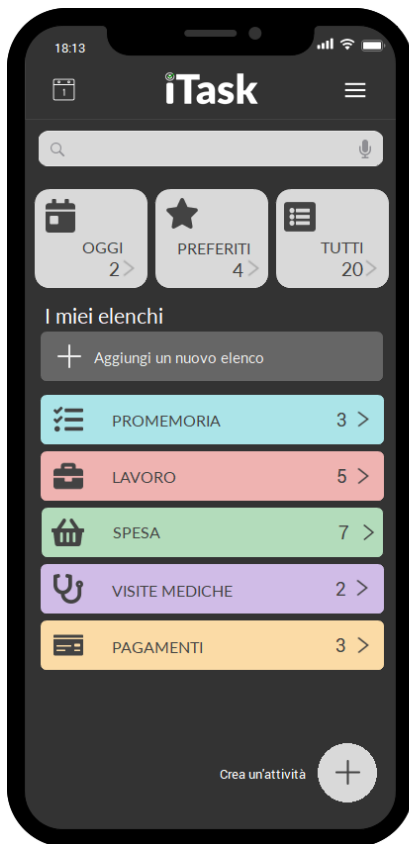 18:13
1
iTask
OGGI
2
PREFERITI
4
TUTTI
20
I miei elenchi
Aggiungi un nuovo elenco
PROMEMORIA 3
LAVORO 5
SPESA 7
VISITE MEDICHE 2
PAGAMENTI 3
Crea un'attività